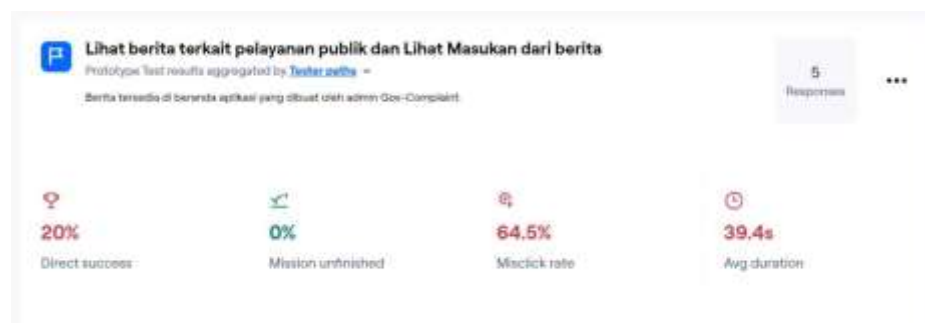 Lihat berita terkait pelayanan publik dan Lihat Masukan dari berita
Prototype Test results aggregated by Tester paths
Berita tersedia di beranda aplikasi yang dibuat oleh admin Gov-Complaint.
5
Responses
20%
Direct success
0%
Mission unfinished
64.5%
Misclick rate
39.4s
Avg duration